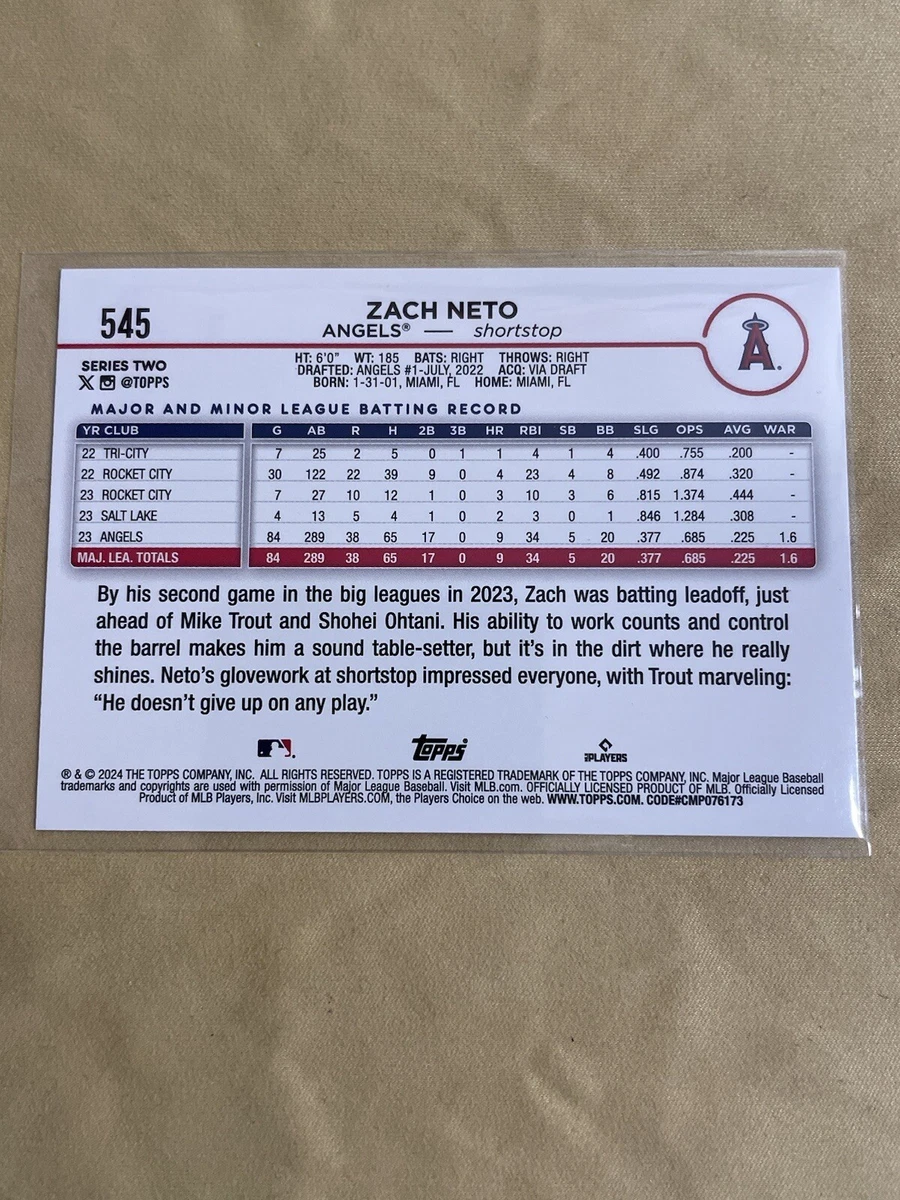 545
ZACH NETO
ANGELS® — shortstop
A.
SERIES TWO
X @TOPPS
HT: 6'0" WT: 185 BATS: RIGHT THROWS: RIGHT
DRAFTED: ANGELS #1-JULY, 2022 ACQ: VIA DRAFT
BORN: 1-31-01, MIAMI, FL HOME: MIAMI, FL
MAJOR AND MINOR LEAGUE BATTING RECORD
YR CLUB G AB R H 2B 3B HR RBI SB BB SLG OPS AVG WAR
22 TRI-CITY 7 25 2 5 0 1 1 4 1 4 .400 .755 .200 -
22 ROCKET CITY 30 122 22 39 9 0 4 23 4 8 .492 .874 .320 -
23 ROCKET CITY 7 27 10 12 1 0 3 10 3 6 .815 1.374 .444 -
23 SALT LAKE 4 13 5 4 1 0 2 3 0 1 .846 1.284 .308 -
23 ANGELS 84 289 38 65 17 0 9 34 5 20 .377 .685 .225 1.6
MAJ. LEA. TOTALS 84 289 38 65 17 0 9 34 5 20 .377 .685 .225 1.6
By his second game in the big leagues in 2023, Zach was batting leadoff, just
ahead of Mike Trout and Shohei Ohtani. His ability to work counts and control
the barrel makes him a sound table-setter, but it's in the dirt where he really
shines. Neto's glovework at shortstop impressed everyone, with Trout marveling:
“He doesn't give up on any play.”
Topps
PLAYERS
® & © 2024 THE TOPPS COMPANY, INC. ALL RIGHTS RESERVED. TOPPS IS A REGISTERED TRADEMARK OF THE TOPPS COMPANY, INC. Major League Baseball
trademarks and copyrights are used with permission of Major League Baseball. Visit MLB.com. OFFICIALLY LICENSED PRODUCT OF MLB. Officially Licensed
Product of MLB Players, Inc. Visit MLBPLAYERS.COM, the Players Choice on the web. WWW.TOPPS.COM. CODE#CMP076173